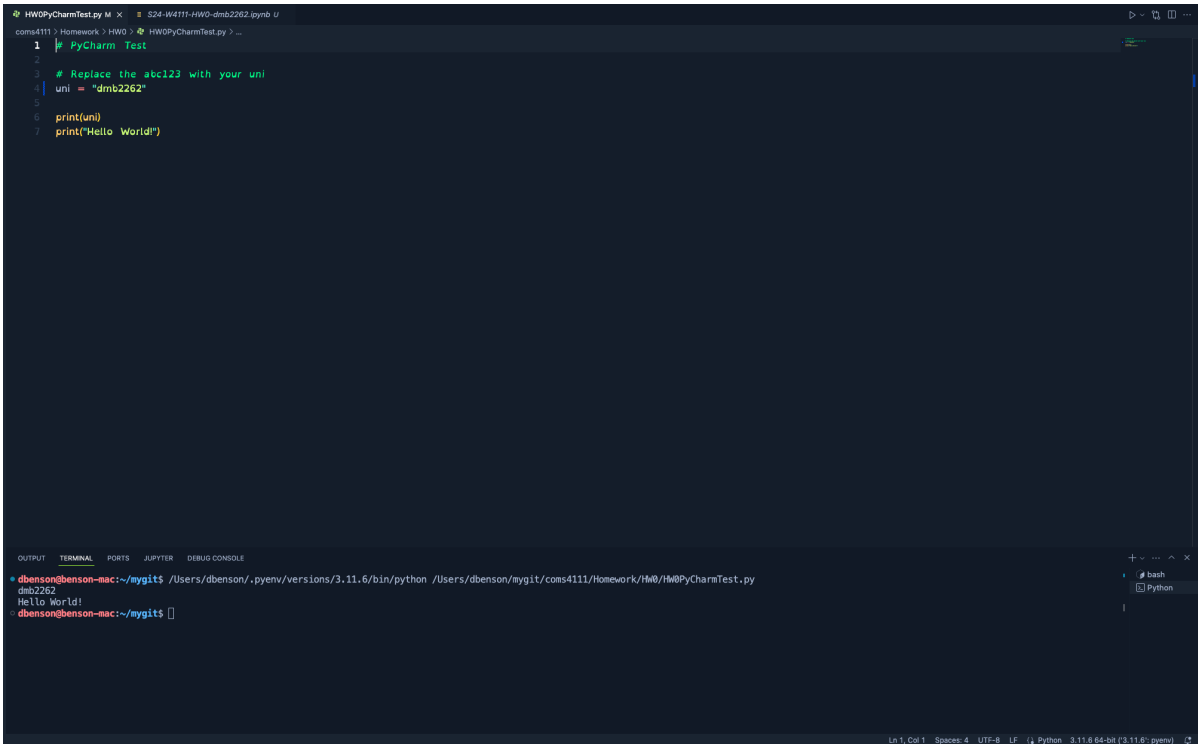 HW0PyCharmTest.py M × S24-W4111-HW0-dmb2262.ipynb U
coms4111 > Homework > HW0 > HW0PyCharmTest.py > ...
1 # PyCharm Test
2
3 # Replace the abc123 with your uni
4 uni = "dmb2262"
5
6 print(uni)
7 print("Hello World!")
OUTPUT TERMINAL PORTS JUPYTER DEBUG CONSOLE
dbenson@benson-mac:~/mygit$ /Users/dbenson/.pyenv/versions/3.11.6/bin/python /Users/dbenson/mygit/coms4111/Homework/HW0/HW0PyCharmTest.py
dmb2262
Hello World!
dbenson@benson-mac:~/mygit$
bash
Python
Ln 1, Col 1 Spaces: 4 UTF-8 LF Python 3.11.6 64-bit ('3.11.6': pyenv)